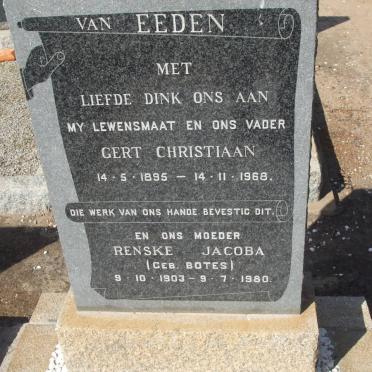 VAN EEDEN
MET
LIEFDE DINK ONS AAN
MY LEWENSMAAT EN ONS VADER
GERT CHRISTIAAN
14·5·1895 – 14·11·1968.
DIE WERK VAN ONS HANDE BEVESTIG DIT.
EN ONS MOEDER
RENSKE JACOBA
(GEB. BOTES)
9·10·1903 – 9·7·1980.